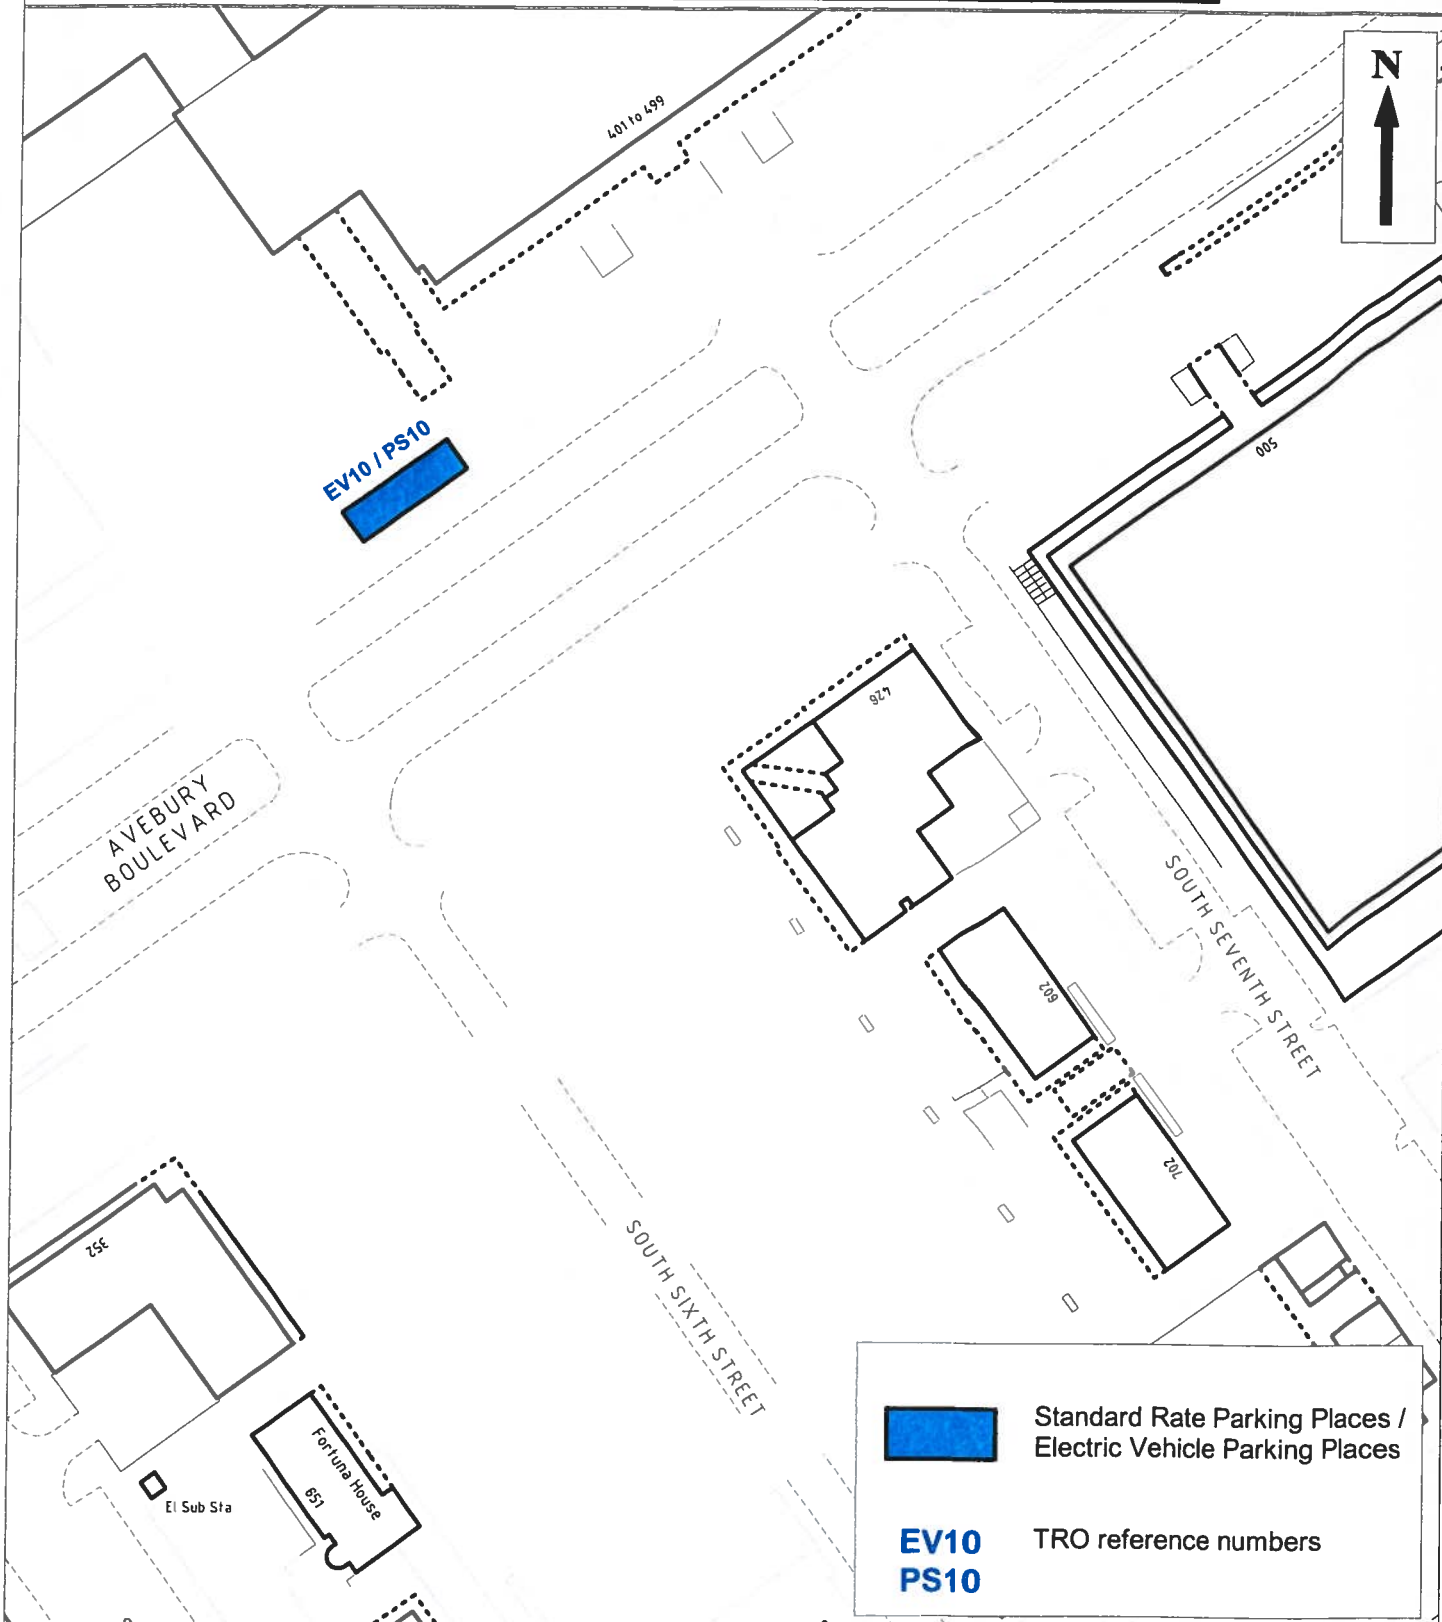 N
401 to 499
EV10 / PS10
500
426
AVEBURY
BOULEVARD
SOUTH SEVENTH STREET
602
702
352
SOUTH SIXTH STREET
Fortuna House
651
El Sub Sta
Standard Rate Parking Places /
Electric Vehicle Parking Places
EV10
PS10
TRO reference numbers